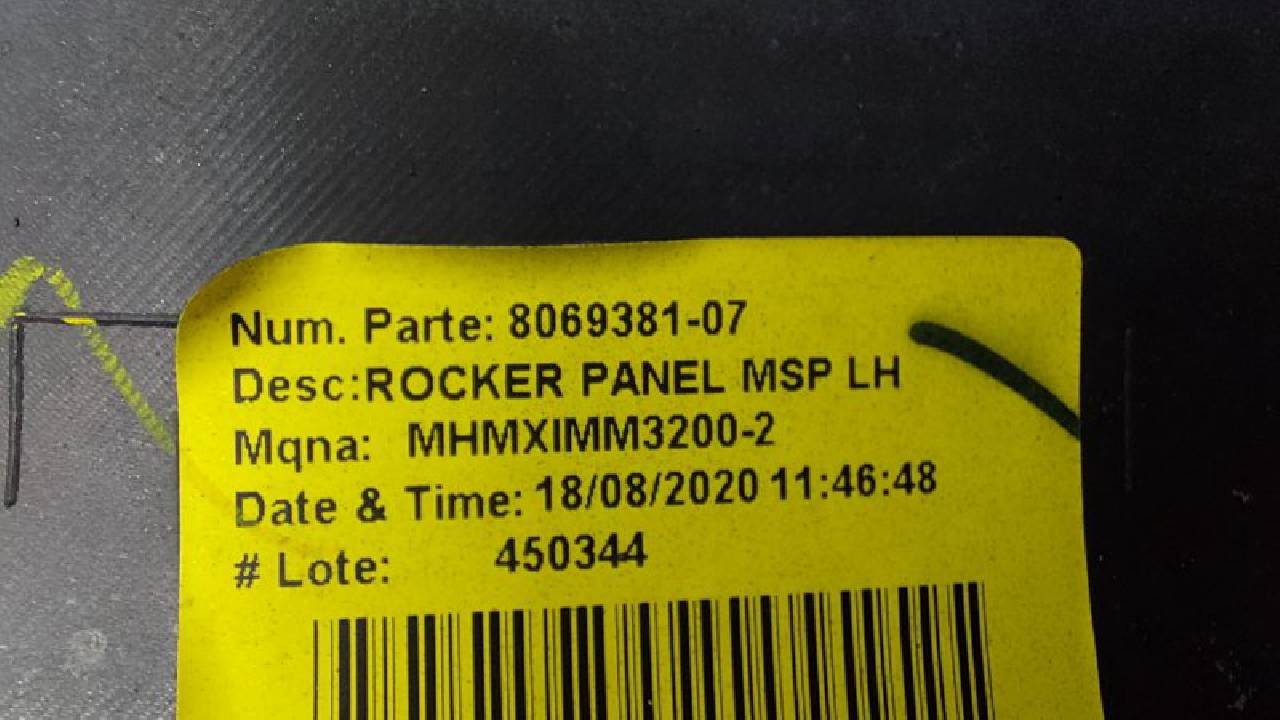 Num. Parte: 8069381-07
Desc:ROCKER PANEL MSP LH
Mqna: MHMXIMM3200-2
Date & Time: 18/08/2020 11:46:48
# Lote: 450344